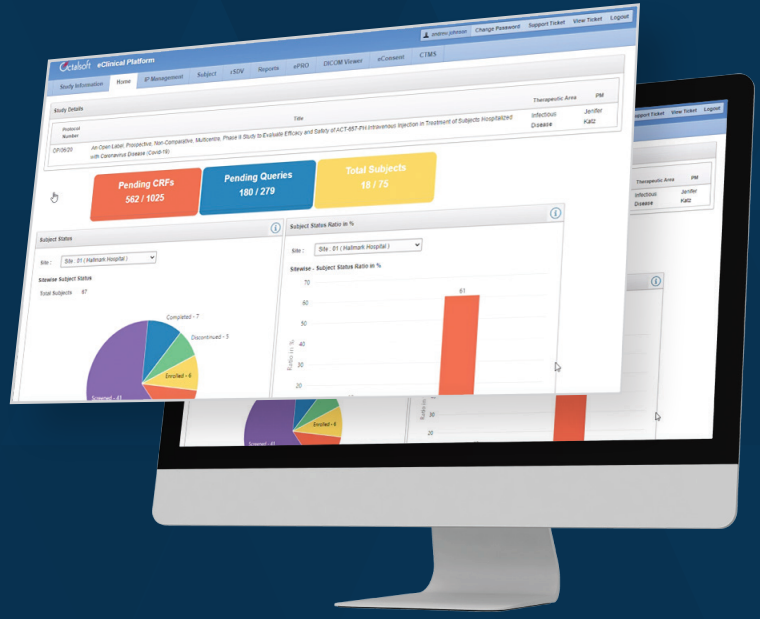 Octalsoft eClinical Platform
Change Password Support Ticket View Ticket Logout
Study Information Home IP Management Subject rSDV Reports ePRO DICOM Viewer eConsent CTMS
Study Details
Protocol Number Title Therapeutic Area PM
An Open Label, Prospective, Non-Comparative, Multicentre, Phase II Study to Evaluate Efficacy and Safety of ACT-657-PH-Intravenous Injection in Treatment of Subjects Hospitalized
with Coronavirus Disease (Covid-19)
Infectious Disease
Jenifer Katz
Pending CRFs
562 / 1025
Pending Queries
180 / 279
Total Subjects
18 / 75
Subject Status
Site : Site : 01 ( Hallmark Hospital )
Sitewise Subject Status
Total Subjects 67
Completed - 7
Discontinued - 5
Enrolled - 6
Screened - 41
Subject Status Ratio in %
Site : Site : 01 ( Hallmark Hospital )
Sitewise - Subject Status Ratio in %
70
60
50
40
30
20
Ratio in %
61
Support Ticket View Ticket Logout
Therapeutic Area PM
Infectious Jenifer
Disease Katz
Enrolled - 6
Screened - 41
30
20